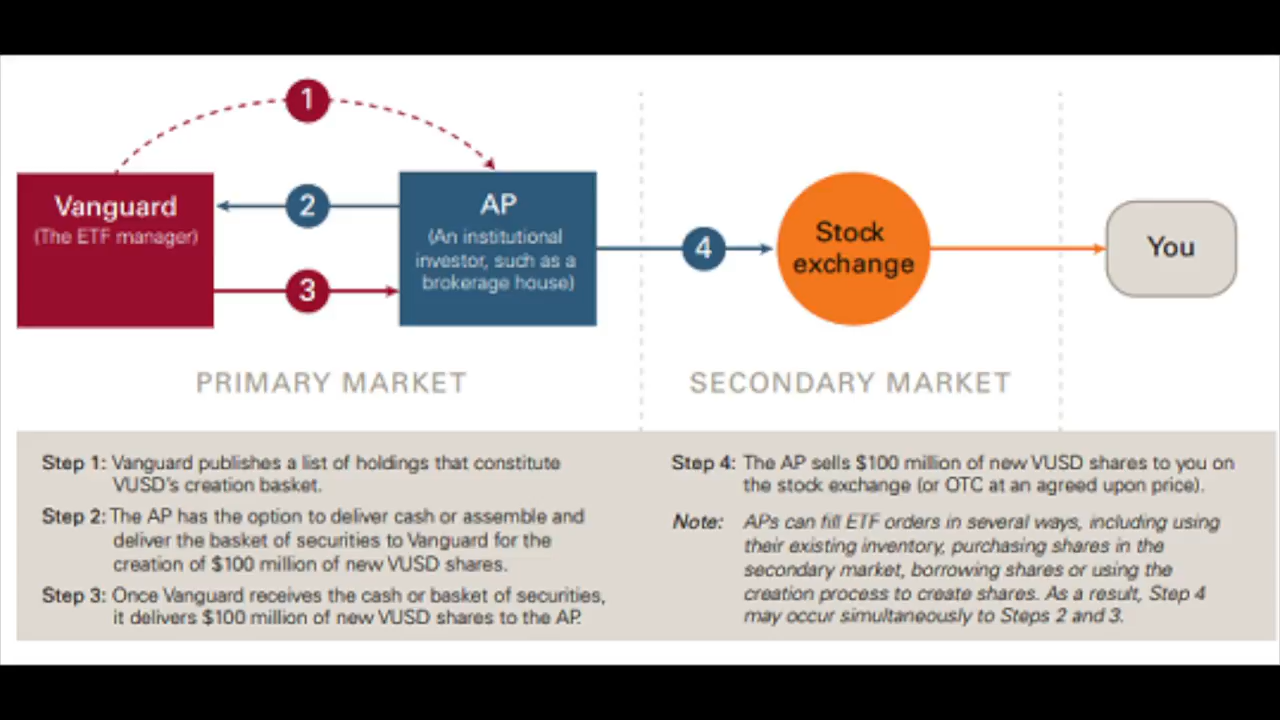 1
Vanguard
(The ETF manager)
2
3
AP
(An institutional
investor, such as a
brokerage house)
4
Stock
exchange
You
PRIMARY MARKET
SECONDARY MARKET
Step 1: Vanguard publishes a list of holdings that constitute
VUSD's creation basket.
Step 2: The AP has the option to deliver cash or assemble and
deliver the basket of securities to Vanguard for the
creation of $100 million of new VUSD shares.
Step 3: Once Vanguard receives the cash or basket of securities,
it delivers $100 million of new VUSD shares to the AP.
Step 4: The AP sells $100 million of new VUSD shares to you on
the stock exchange (or OTC at an agreed upon price).
Note: APs can fill ETF orders in several ways, including using
their existing inventory, purchasing shares in the
secondary market, borrowing shares or using the
creation process to create shares. As a result, Step 4
may occur simultaneously to Steps 2 and 3.